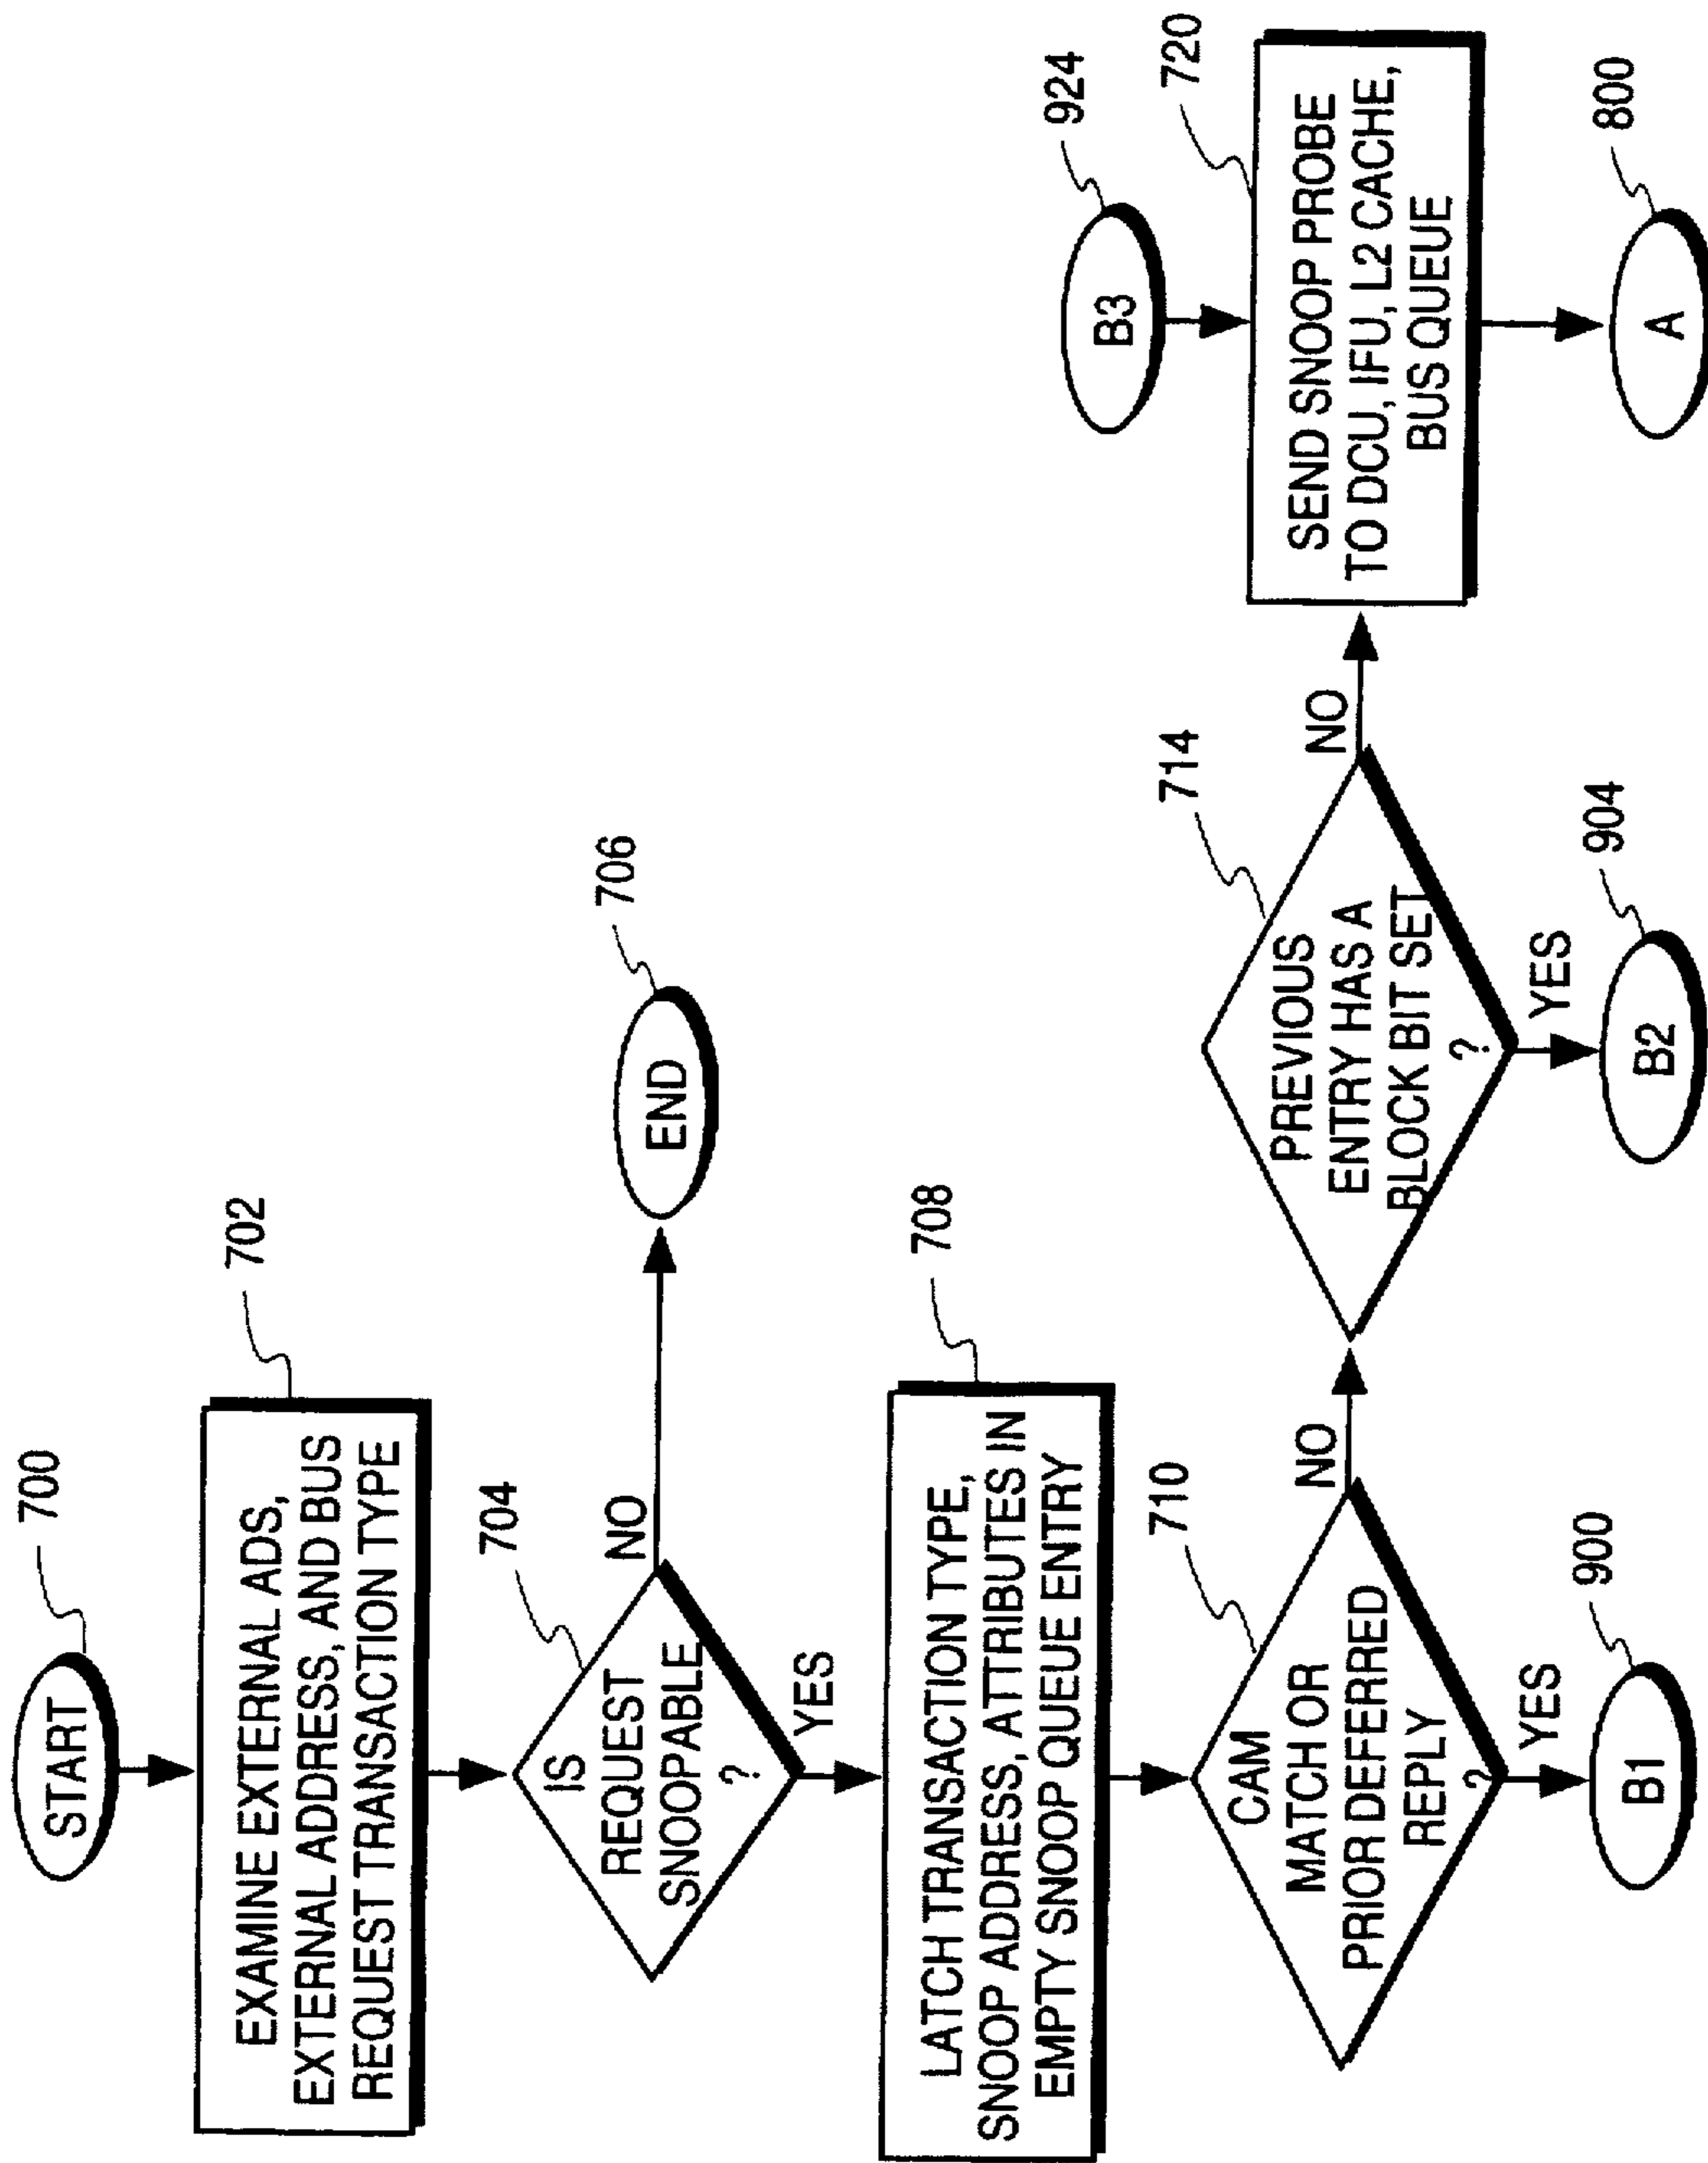 START
700
EXAMINE EXTERNAL ADS,
EXTERNAL ADDRESS, AND BUS
REQUEST TRANSACTION TYPE
702
IS
REQUEST
SNOOPABLE
?
704
NO
YES
END
706
LATCH TRANSACTION TYPE,
SNOOP ADDRESS, ATTRIBUTES IN
EMPTY SNOOP QUEUE ENTRY
708
CAM
MATCH OR
PRIOR DEFERRED
REPLY
?
710
NO
YES
B1
900
PREVIOUS
ENTRY HAS A
BLOCK BIT SET
?
714
NO
YES
B2
904
B3
924
SEND SNOOP PROBE
TO DCU, IFU, L2 CACHE,
BUS QUEUE
720
A
800